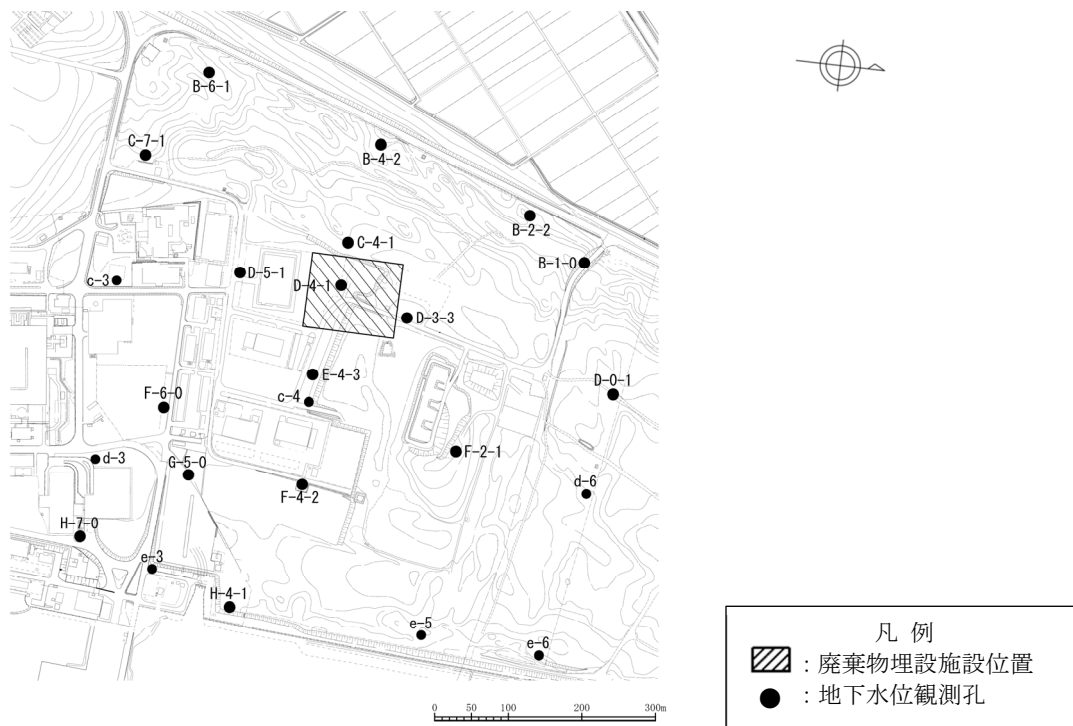 B-6-1
C-7-1
B-4-2
B-2-2
C-4-1
B-1-0
D-5-1
c-3
D-4-1
D-3-3
E-4-3
D-0-1
c-4
F-6-0
F-2-1
d-3
G-5-0
F-4-2
d-6
H-7-0
e-3
H-4-1
e-5
e-6
0 50 100 200 300m
凡 例
：廃棄物埋設施設位置
：地下水位観測孔